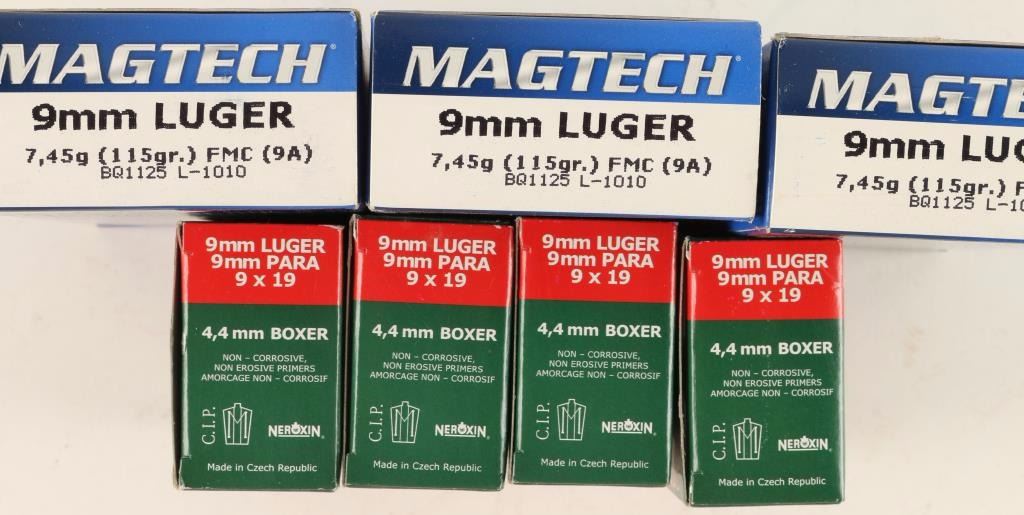 MAGTECH
9mm LUGER
7,45g (115gr.) FMC (9A)
BQ1125 L-1010
MAGTECH
9mm LUGER
7,45g (115gr.) FMC (9A)
BQ1125 L-1010
MAGTE
9mm LUG
7,45g (115gr.) F
BQ1125 L-10
9mm LUGER
9mm PARA
9 x 19
4,4 mm BOXER
NON – CORROSIVE,
NON EROSIVE PRIMERS
AMORCAGE NON – CORROSIF
C.I.P.
NEROXIN
Made in Czech Republic
9mm LUGER
9mm PARA
9 x 19
4,4 mm BOXER
NON – CORROSIVE,
NON EROSIVE PRIMERS
AMORCAGE NON – CORROSIF
C.I.P.
NEROXIN
Made in Czech Republic
9mm LUGER
9mm PARA
9 x 19
4,4 mm BOXER
NON – CORROSIVE,
NON EROSIVE PRIMERS
AMORCAGE NON – CORROSIF
C.I.P.
NEROXIN
Made in Czech Republic
9mm LUGER
9mm PARA
9 x 19
4,4 mm BOXER
NON – CORROSIVE,
NON EROSIVE PRIMERS
AMORCAGE NON – CORROSIF
C.I.P.
NEROXIN
Made in Czech Republic